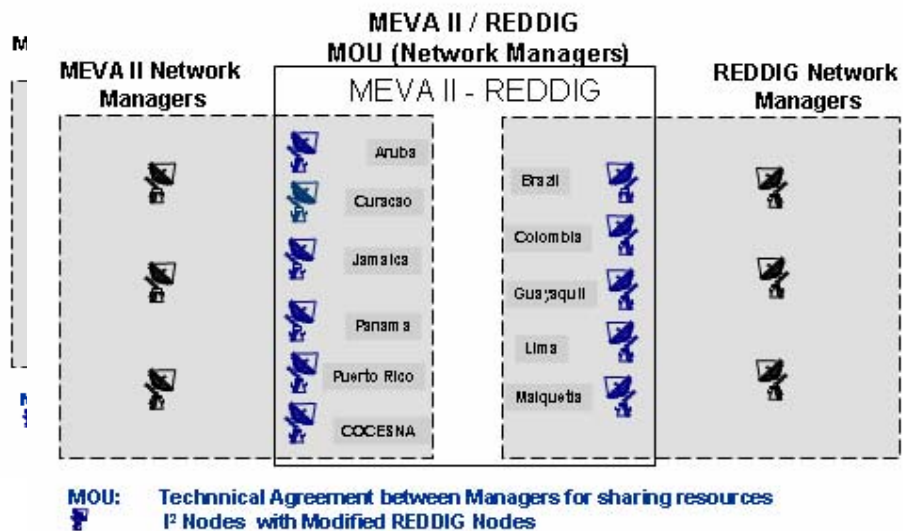 MEVA II / REDDIG
MOU (Network Managers)
MEVA II Network
Managers
REDDIG Network
Managers
MEVA II - REDDIG
Aruba
Curacao
Jamaica
Panama
Puerto Rico
COCESNA
Brazil
Colombia
Guayaquil
Lima
Maiquetia
MOU: Technnical Agreement between Managers for sharing resources
I² Nodes with Modified REDDIG Nodes